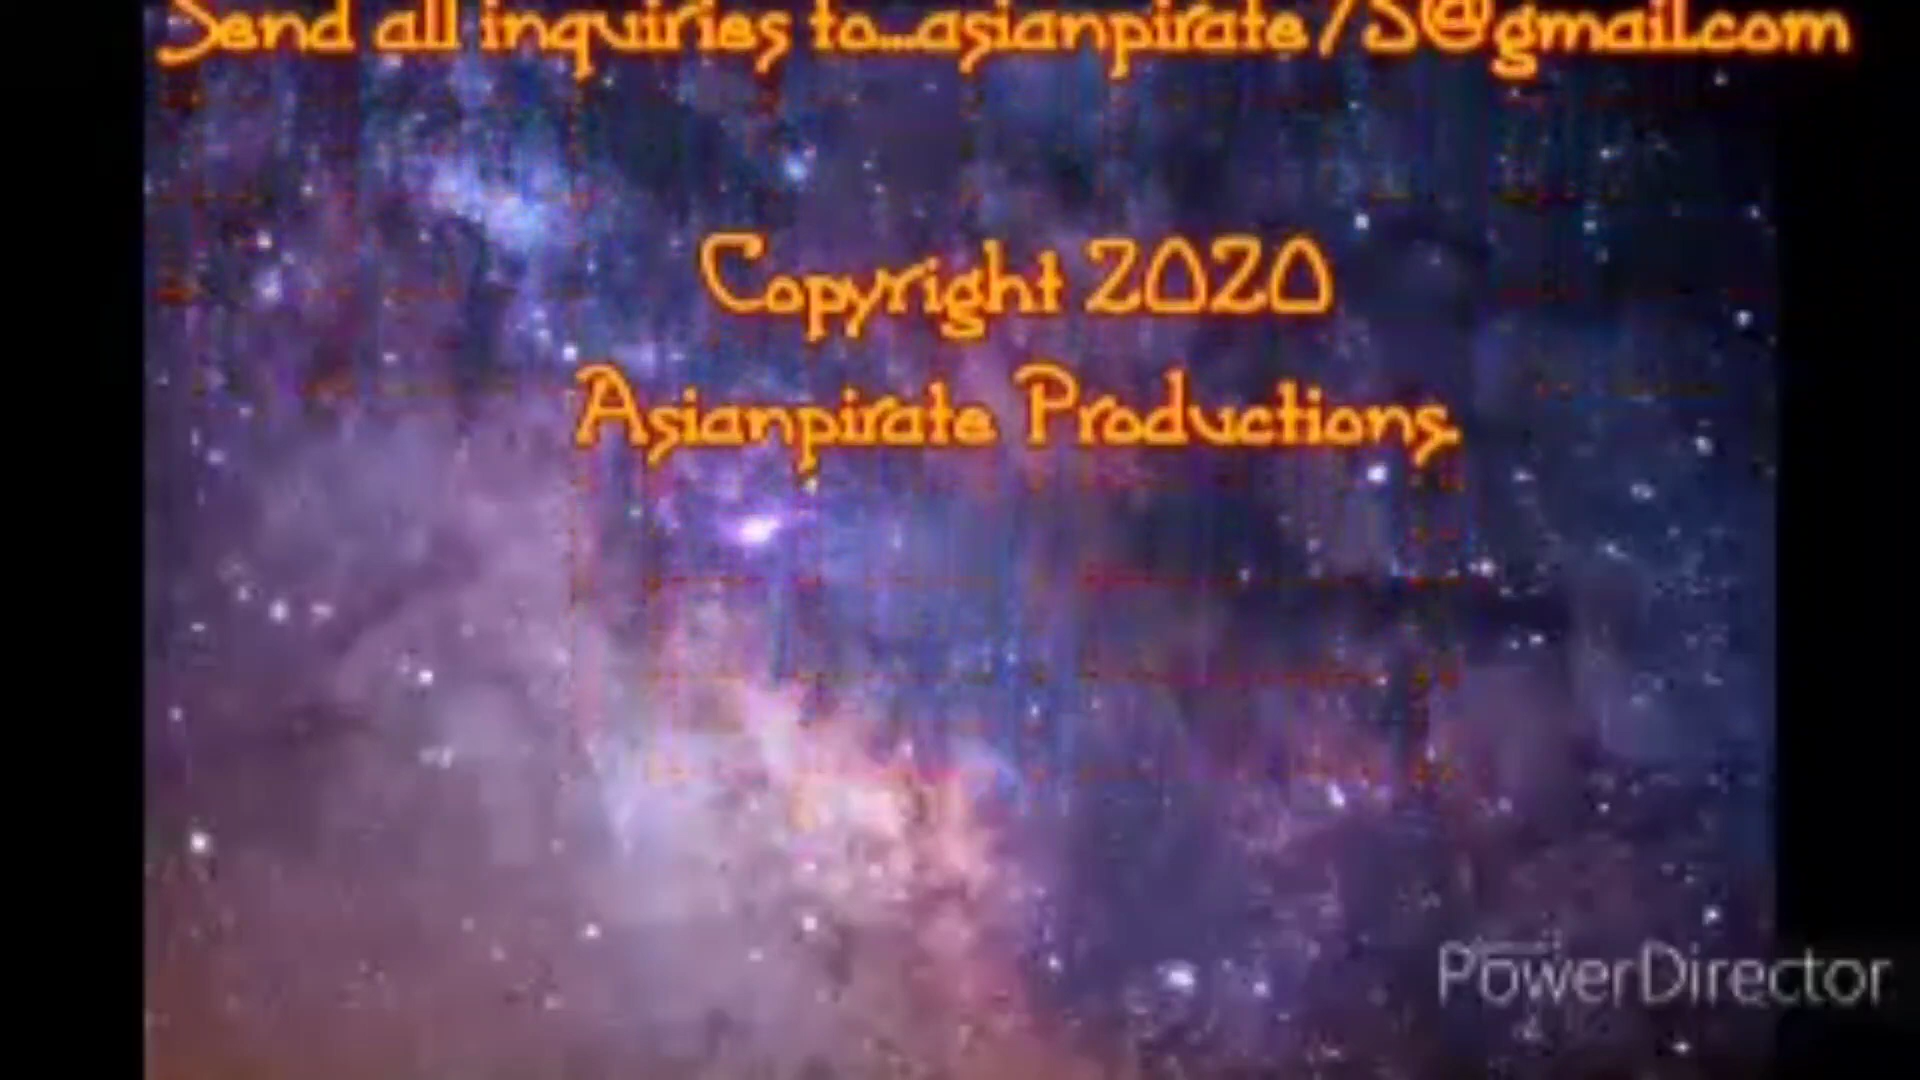 Send all inquiries to...asianpirate75@gmail.com
Copyright 2020
Asianpirate Productions.
PowerDirector